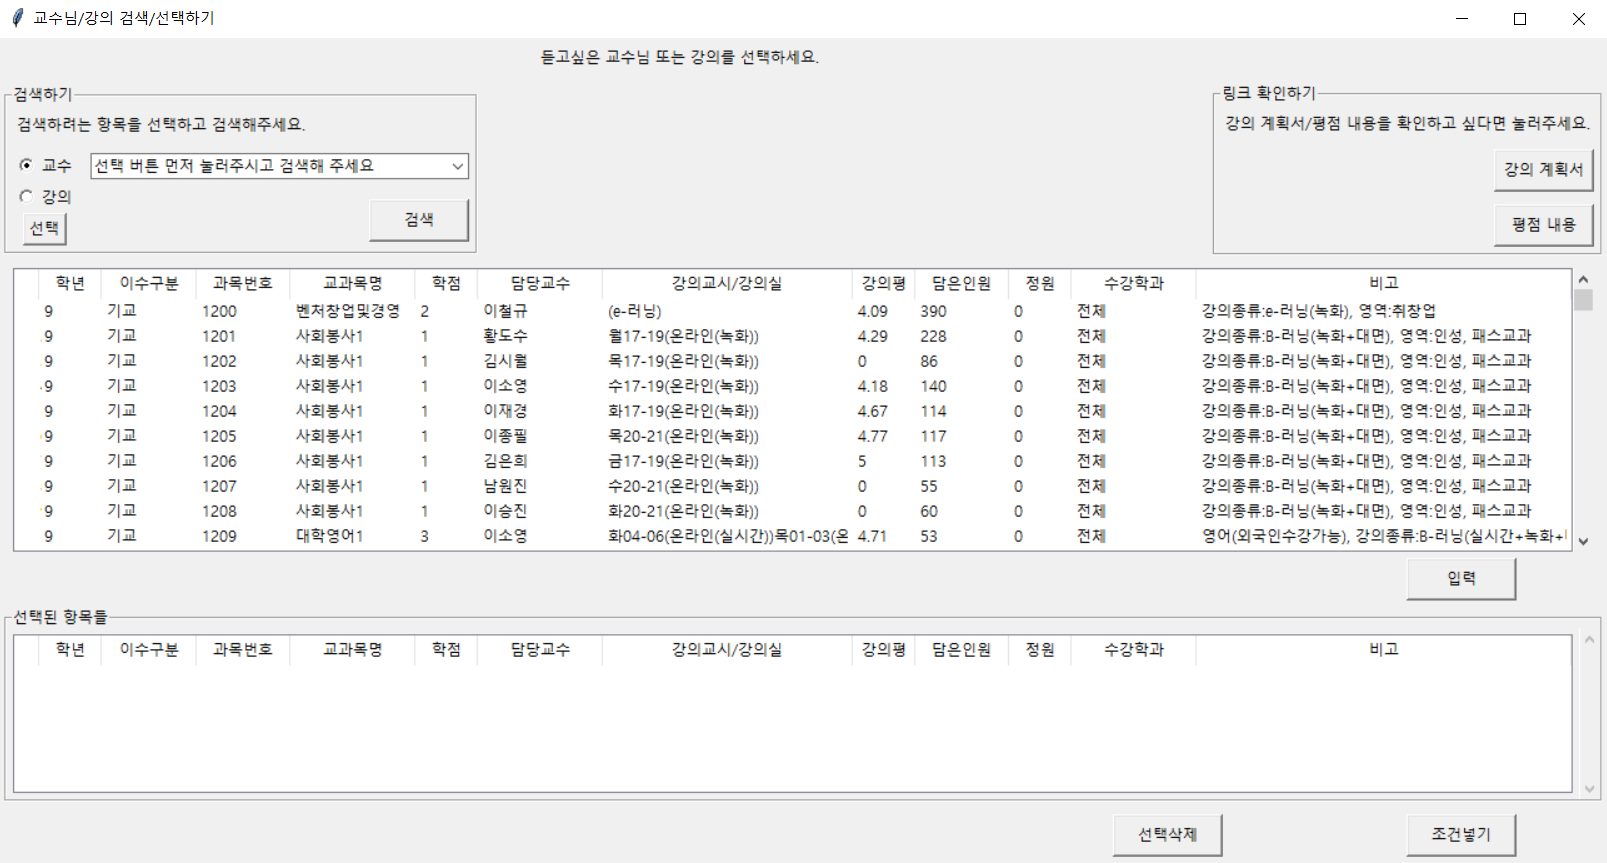 교수님/강의 검색/선택하기
듣고싶은 교수님 또는 강의를 선택하세요.
검색하기
검색하려는 항목을 선택하고 검색해주세요.
교수 선택 버튼 먼저 눌러주시고 검색해 주세요
강의
선택
검색
링크 확인하기
강의 계획서/평점 내용을 확인하고 싶다면 눌러주세요.
강의 계획서
평점 내용
학년 이수구분 과목번호 교과목명 학점 담당교수 강의교시/강의실 강의평 담은인원 정원 수강학과 비고
9 기교 1200 벤처창업및경영 2 이철규 (e-러닝) 4.09 390 0 전체 강의종류:e-러닝(녹화), 영역:취창업
9 기교 1201 사회봉사1 1 황도수 월17-19(온라인(녹화)) 4.29 228 0 전체 강의종류:B-러닝(녹화+대면), 영역:인성, 패스교과
9 기교 1202 사회봉사1 1 김시월 목17-19(온라인(녹화)) 0 86 0 전체 강의종류:B-러닝(녹화+대면), 영역:인성, 패스교과
9 기교 1203 사회봉사1 1 이소영 수17-19(온라인(녹화)) 4.18 140 0 전체 강의종류:B-러닝(녹화+대면), 영역:인성, 패스교과
9 기교 1204 사회봉사1 1 이재경 화17-19(온라인(녹화)) 4.67 114 0 전체 강의종류:B-러닝(녹화+대면), 영역:인성, 패스교과
9 기교 1205 사회봉사1 1 이종필 목20-21(온라인(녹화)) 4.77 117 0 전체 강의종류:B-러닝(녹화+대면), 영역:인성, 패스교과
9 기교 1206 사회봉사1 1 김은희 금17-19(온라인(녹화)) 5 113 0 전체 강의종류:B-러닝(녹화+대면), 영역:인성, 패스교과
9 기교 1207 사회봉사1 1 남원진 수20-21(온라인(녹화)) 0 55 0 전체 강의종류:B-러닝(녹화+대면), 영역:인성, 패스교과
9 기교 1208 사회봉사1 1 이승진 화20-21(온라인(녹화)) 0 60 0 전체 강의종류:B-러닝(녹화+대면), 영역:인성, 패스교과
9 기교 1209 대학영어1 3 이소영 화04-06(온라인(실시간))목01-03(온 4.71 53 0 전체 영어(외국인수강가능), 강의종류:B-러닝(실시간+녹화+
입력
선택된 항목들
학년 이수구분 과목번호 교과목명 학점 담당교수 강의교시/강의실 강의평 담은인원 정원 수강학과 비고
선택삭제
조건넣기